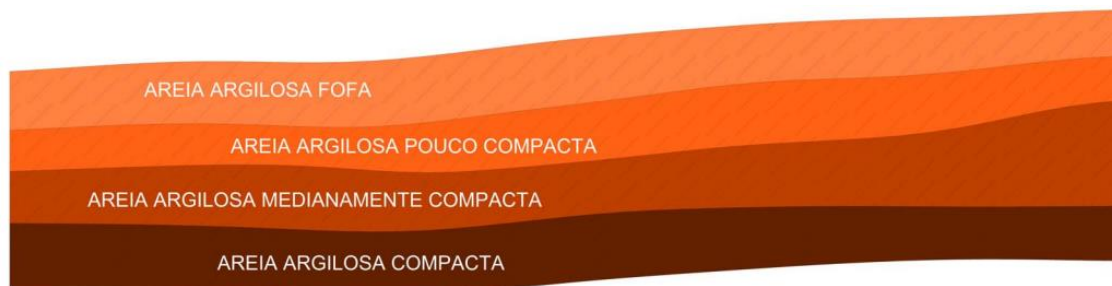 AREIA ARGILOSA FOFA
AREIA ARGILOSA POUCO COMPACTA
AREIA ARGILOSA MEDIANAMENTE COMPACTA
AREIA ARGILOSA COMPACTA